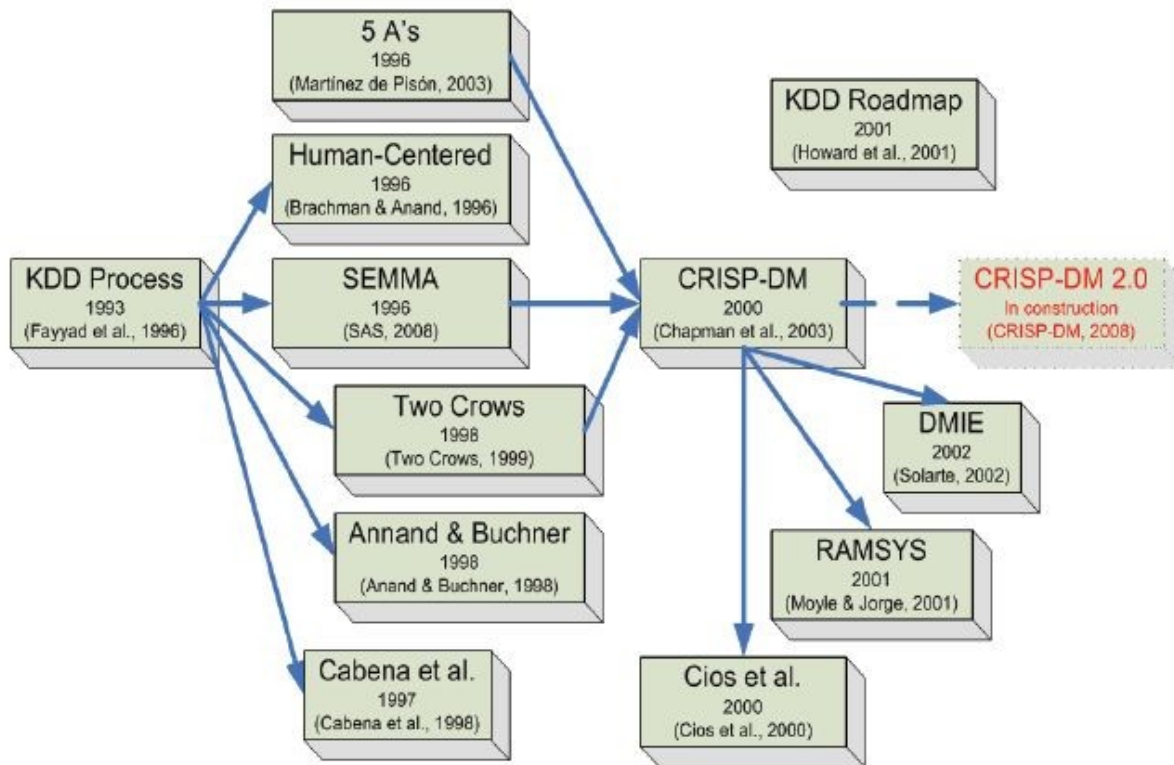 5 A's
1996
(Martínez de Pisón, 2003)
KDD Roadmap
2001
(Howard et al., 2001)
Human-Centered
1996
(Brachman & Anand, 1996)
KDD Process
1993
(Fayyad et al., 1996)
SEMMA
1996
(SAS, 2008)
CRISP-DM
2000
(Chapman et al., 2003)
CRISP-DM 2.0
In construction
(CRISP-DM, 2008)
Two Crows
1998
(Two Crows, 1999)
DMIE
2002
(Solarte, 2002)
Annand & Buchner
1998
(Anand & Buchner, 1998)
RAMSYS
2001
(Moyle & Jorge, 2001)
Cabena et al.
1997
(Cabena et al., 1998)
Cios et al.
2000
(Cios et al., 2000)